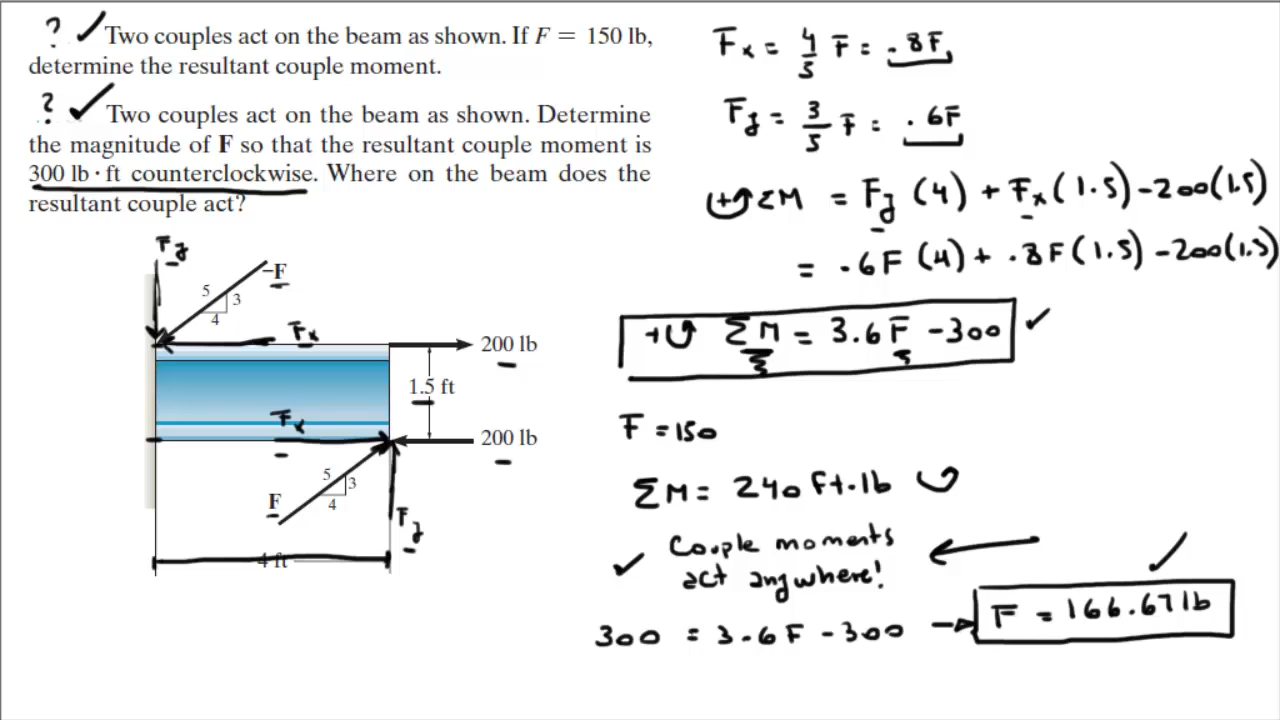 ? ✓ Two couples act on the beam as shown. If F = 150 lb,
determine the resultant couple moment.
? ✓ Two couples act on the beam as shown. Determine
the magnitude of F so that the resultant couple moment is
300 lb · ft counterclockwise. Where on the beam does the
resultant couple act?
Fy
F
5
3
4
Fx
200 lb
1.5 ft
Fx
200 lb
5
3
4
F
Fy
4 ft
Fx = 4/5 F = .8F
Fy = 3/5 F = .6F
(+↺ ΣM = Fy (4) + Fx (1.5) - 200 (1.5)
= .6F (4) + .8F (1.5) - 200 (1.5)
+↺ ΣM = 3.6F - 300 ✓
F = 150
ΣM = 240 Ft.lb ↺
✓ Couple moments
act anywhere!
300 = 3.6F - 300 → F = 166.67 lb ✓